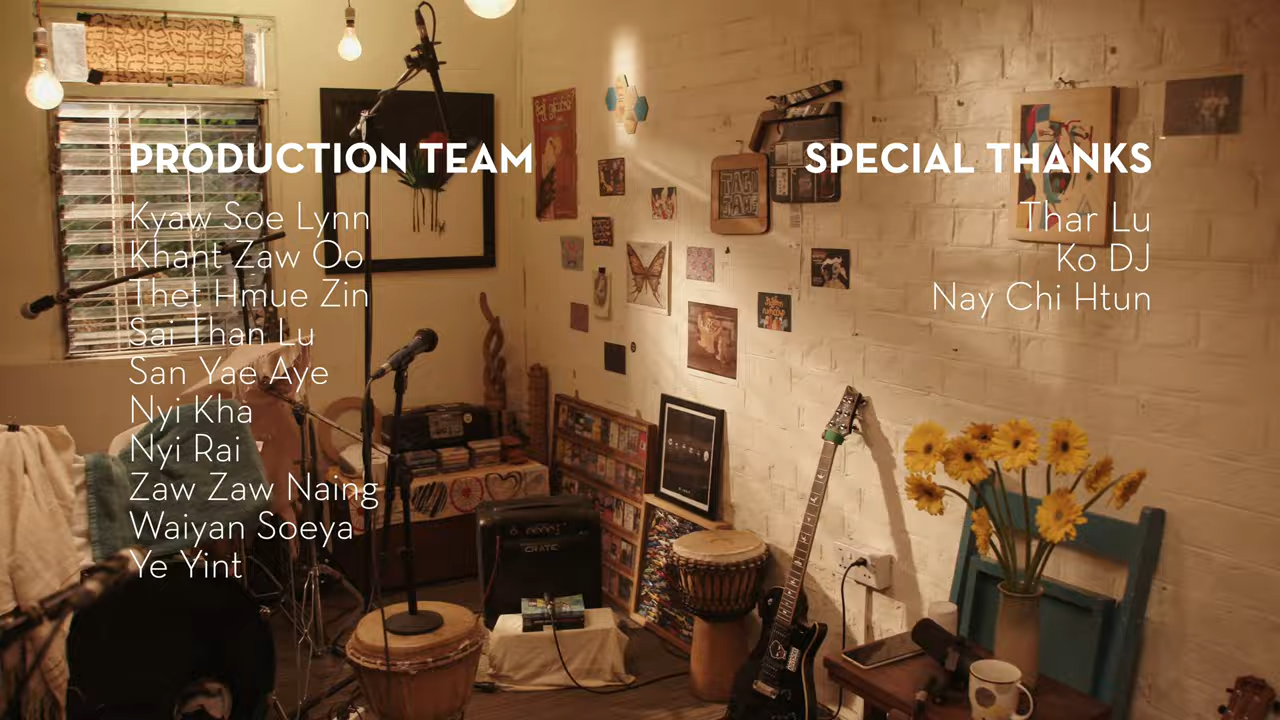 PRODUCTION TEAM
Kyaw Soe Lynn
Khant Zaw Oo
Thet Hmue Zin
Sai Than Lu
San Yae Aye
Nyi Kha
Nyi Rai
Zaw Zaw Naing
Waiyan Soeya
Ye Yint
SPECIAL THANKS
Thar Lu
Ko DJ
Nay Chi Htun
CRATE